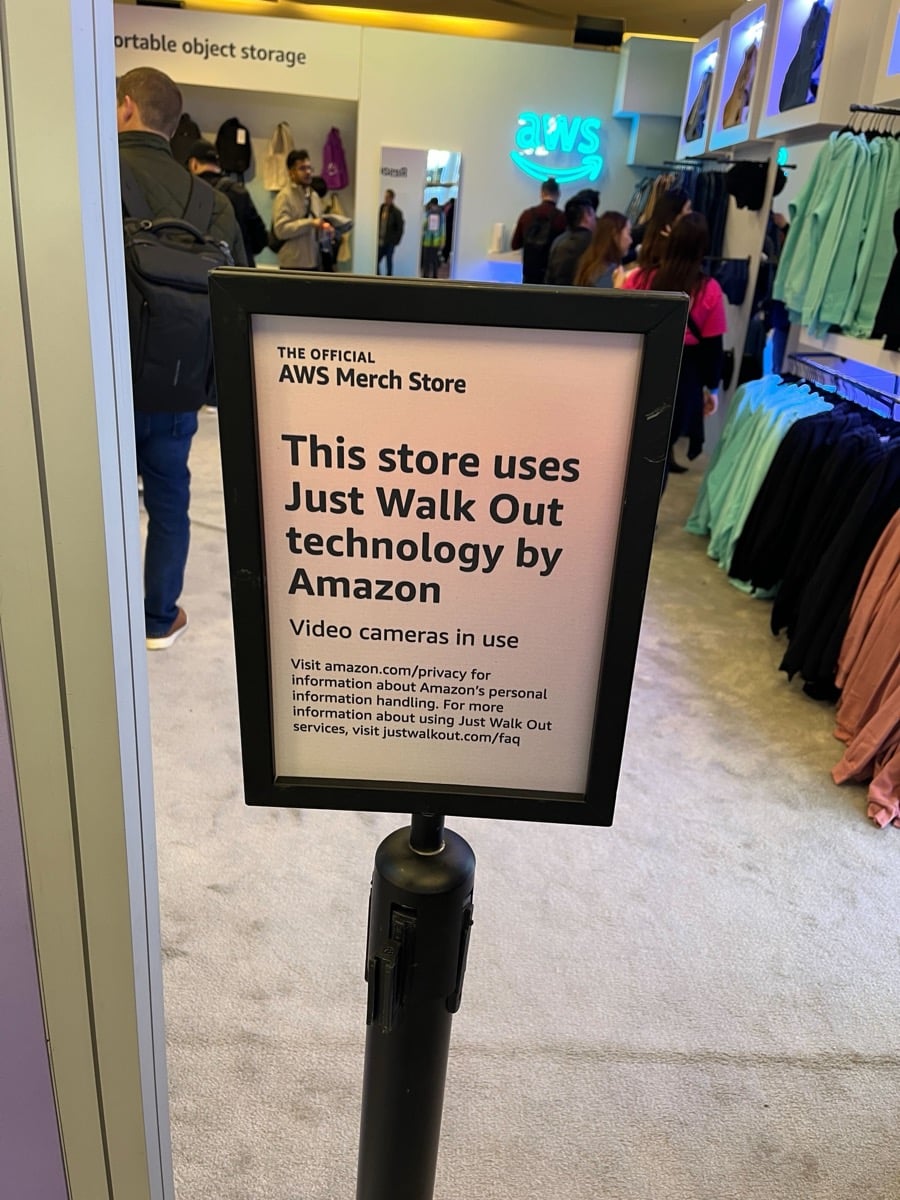 ortable object storage
aws
THE OFFICIAL
AWS Merch Store
This store uses
Just Walk Out
technology by
Amazon
Video cameras in use
Visit amazon.com/privacy for
information about Amazon's personal
information handling. For more
information about using Just Walk Out
services, visit justwalkout.com/faq